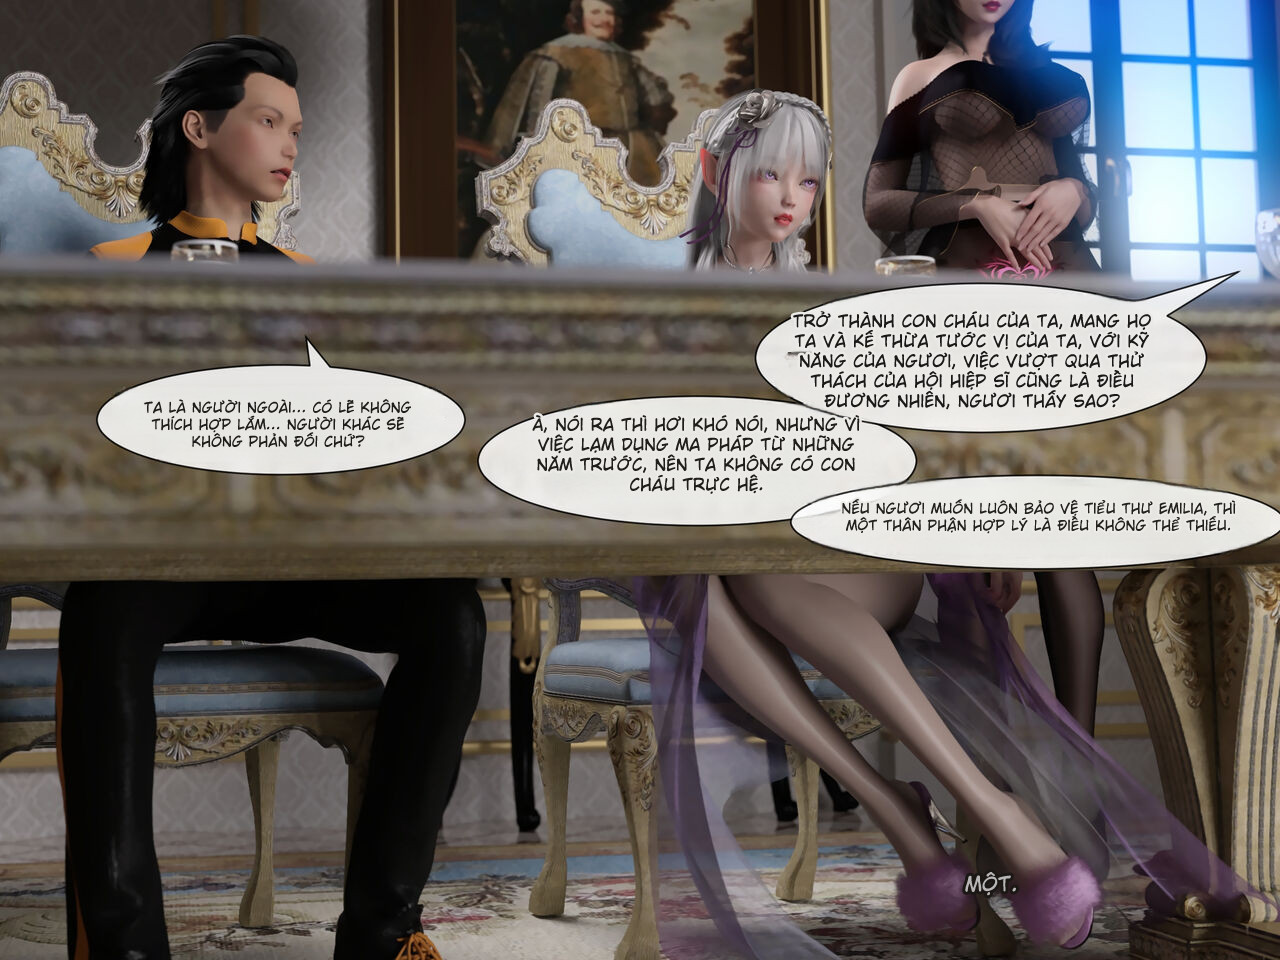 TRỞ THÀNH CON CHÁU CỦA TA, MANG HỌ
TA VÀ KẾ THỪA TƯỚC VỊ CỦA TA, VỚI KỸ
NĂNG CỦA NGƯƠI, VIỆC VƯỢT QUA THỬ
THÁCH CỦA HỘI HIỆP SĨ CŨNG LÀ ĐIỀU
ĐƯƠNG NHIÊN, NGƯƠI THẤY SAO?
TA LÀ NGƯỜI NGOÀI... CÓ LẼ KHÔNG
THÍCH HỢP LẮM... NGƯỜI KHÁC SẼ
KHÔNG PHẢN ĐỐI CHỨ?
À, NÓI RA THÌ HƠI KHÓ NÓI, NHƯNG VÌ
VIỆC LẠM DỤNG MA PHÁP TỪ NHỮNG
NĂM TRƯỚC, NÊN TA KHÔNG CÓ CON
CHÁU TRỰC HỆ.
NẾU NGƯƠI MUỐN LUÔN BẢO VỆ TIỂU THƯ EMILIA, THÌ
MỘT THÂN PHẬN HỢP LÝ LÀ ĐIỀU KHÔNG THỂ THIẾU.
MỘT.